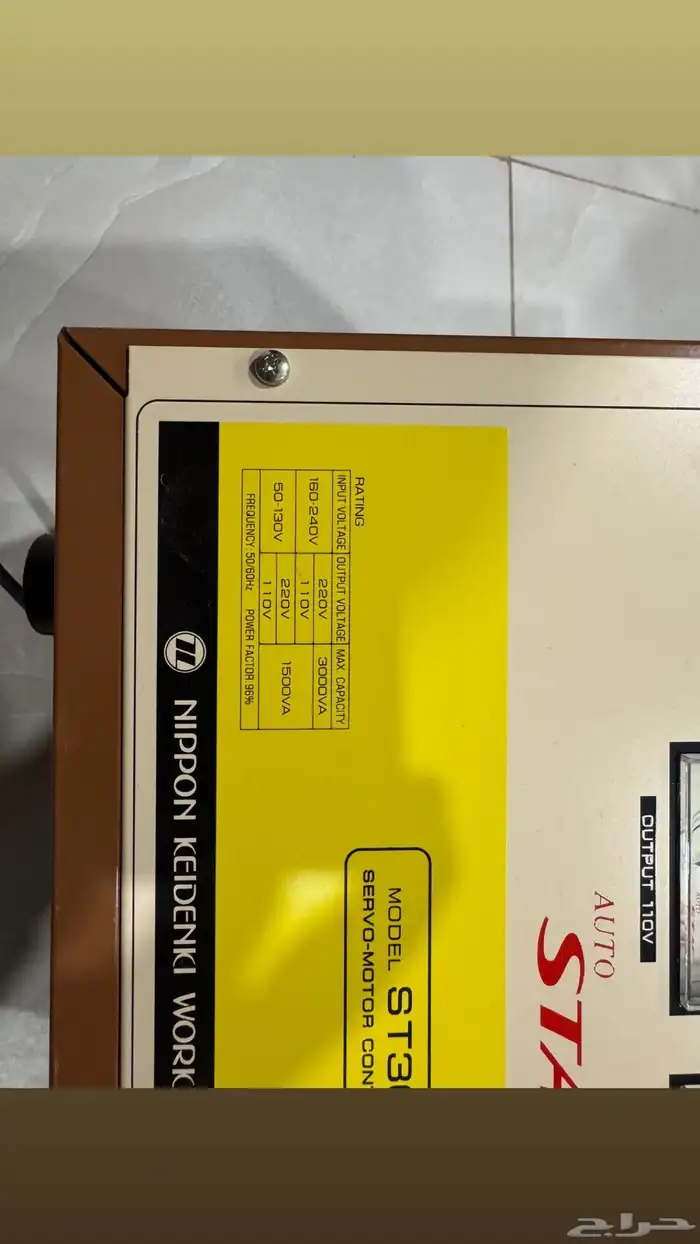 RATING
INPUT VOLTAGE OUTPUT VOLTAGE MAX. CAPACITY
160-240V 220V 3000VA
110V
50-130V 220V 1500VA
110V
FREQUENCY: 50/60Hz POWER FACTOR 96%
NIPPON KEIDENKI WORK
MODEL ST3
SERVO-MOTOR CON
OUTPUT 110V
AUTO
STA
حراج